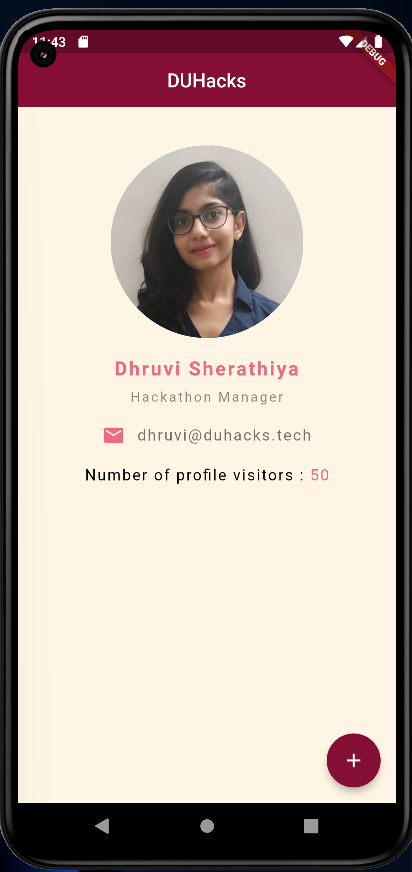 11:43
DEBUG
DUHacks
Dhruvi Sherathiya
Hackathon Manager
dhruvi@duhacks.tech
Number of profile visitors : 50